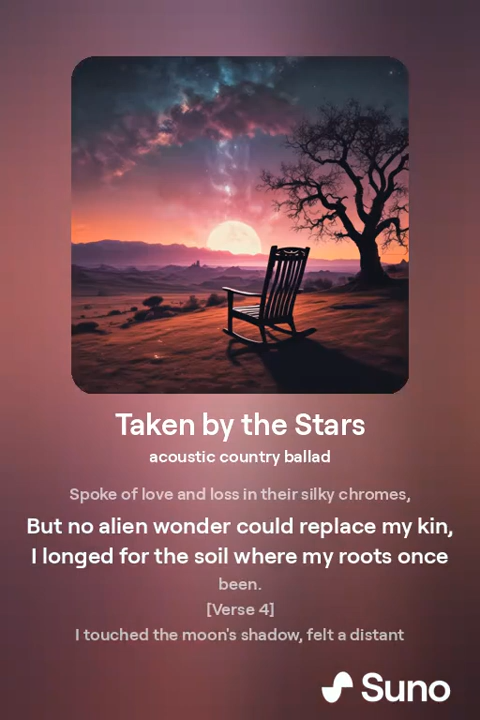 Taken by the Stars
acoustic country ballad
Spoke of love and loss in their silky chromes,
But no alien wonder could replace my kin,
I longed for the soil where my roots once
been.
[Verse 4]
I touched the moon's shadow, felt a distant
Suno